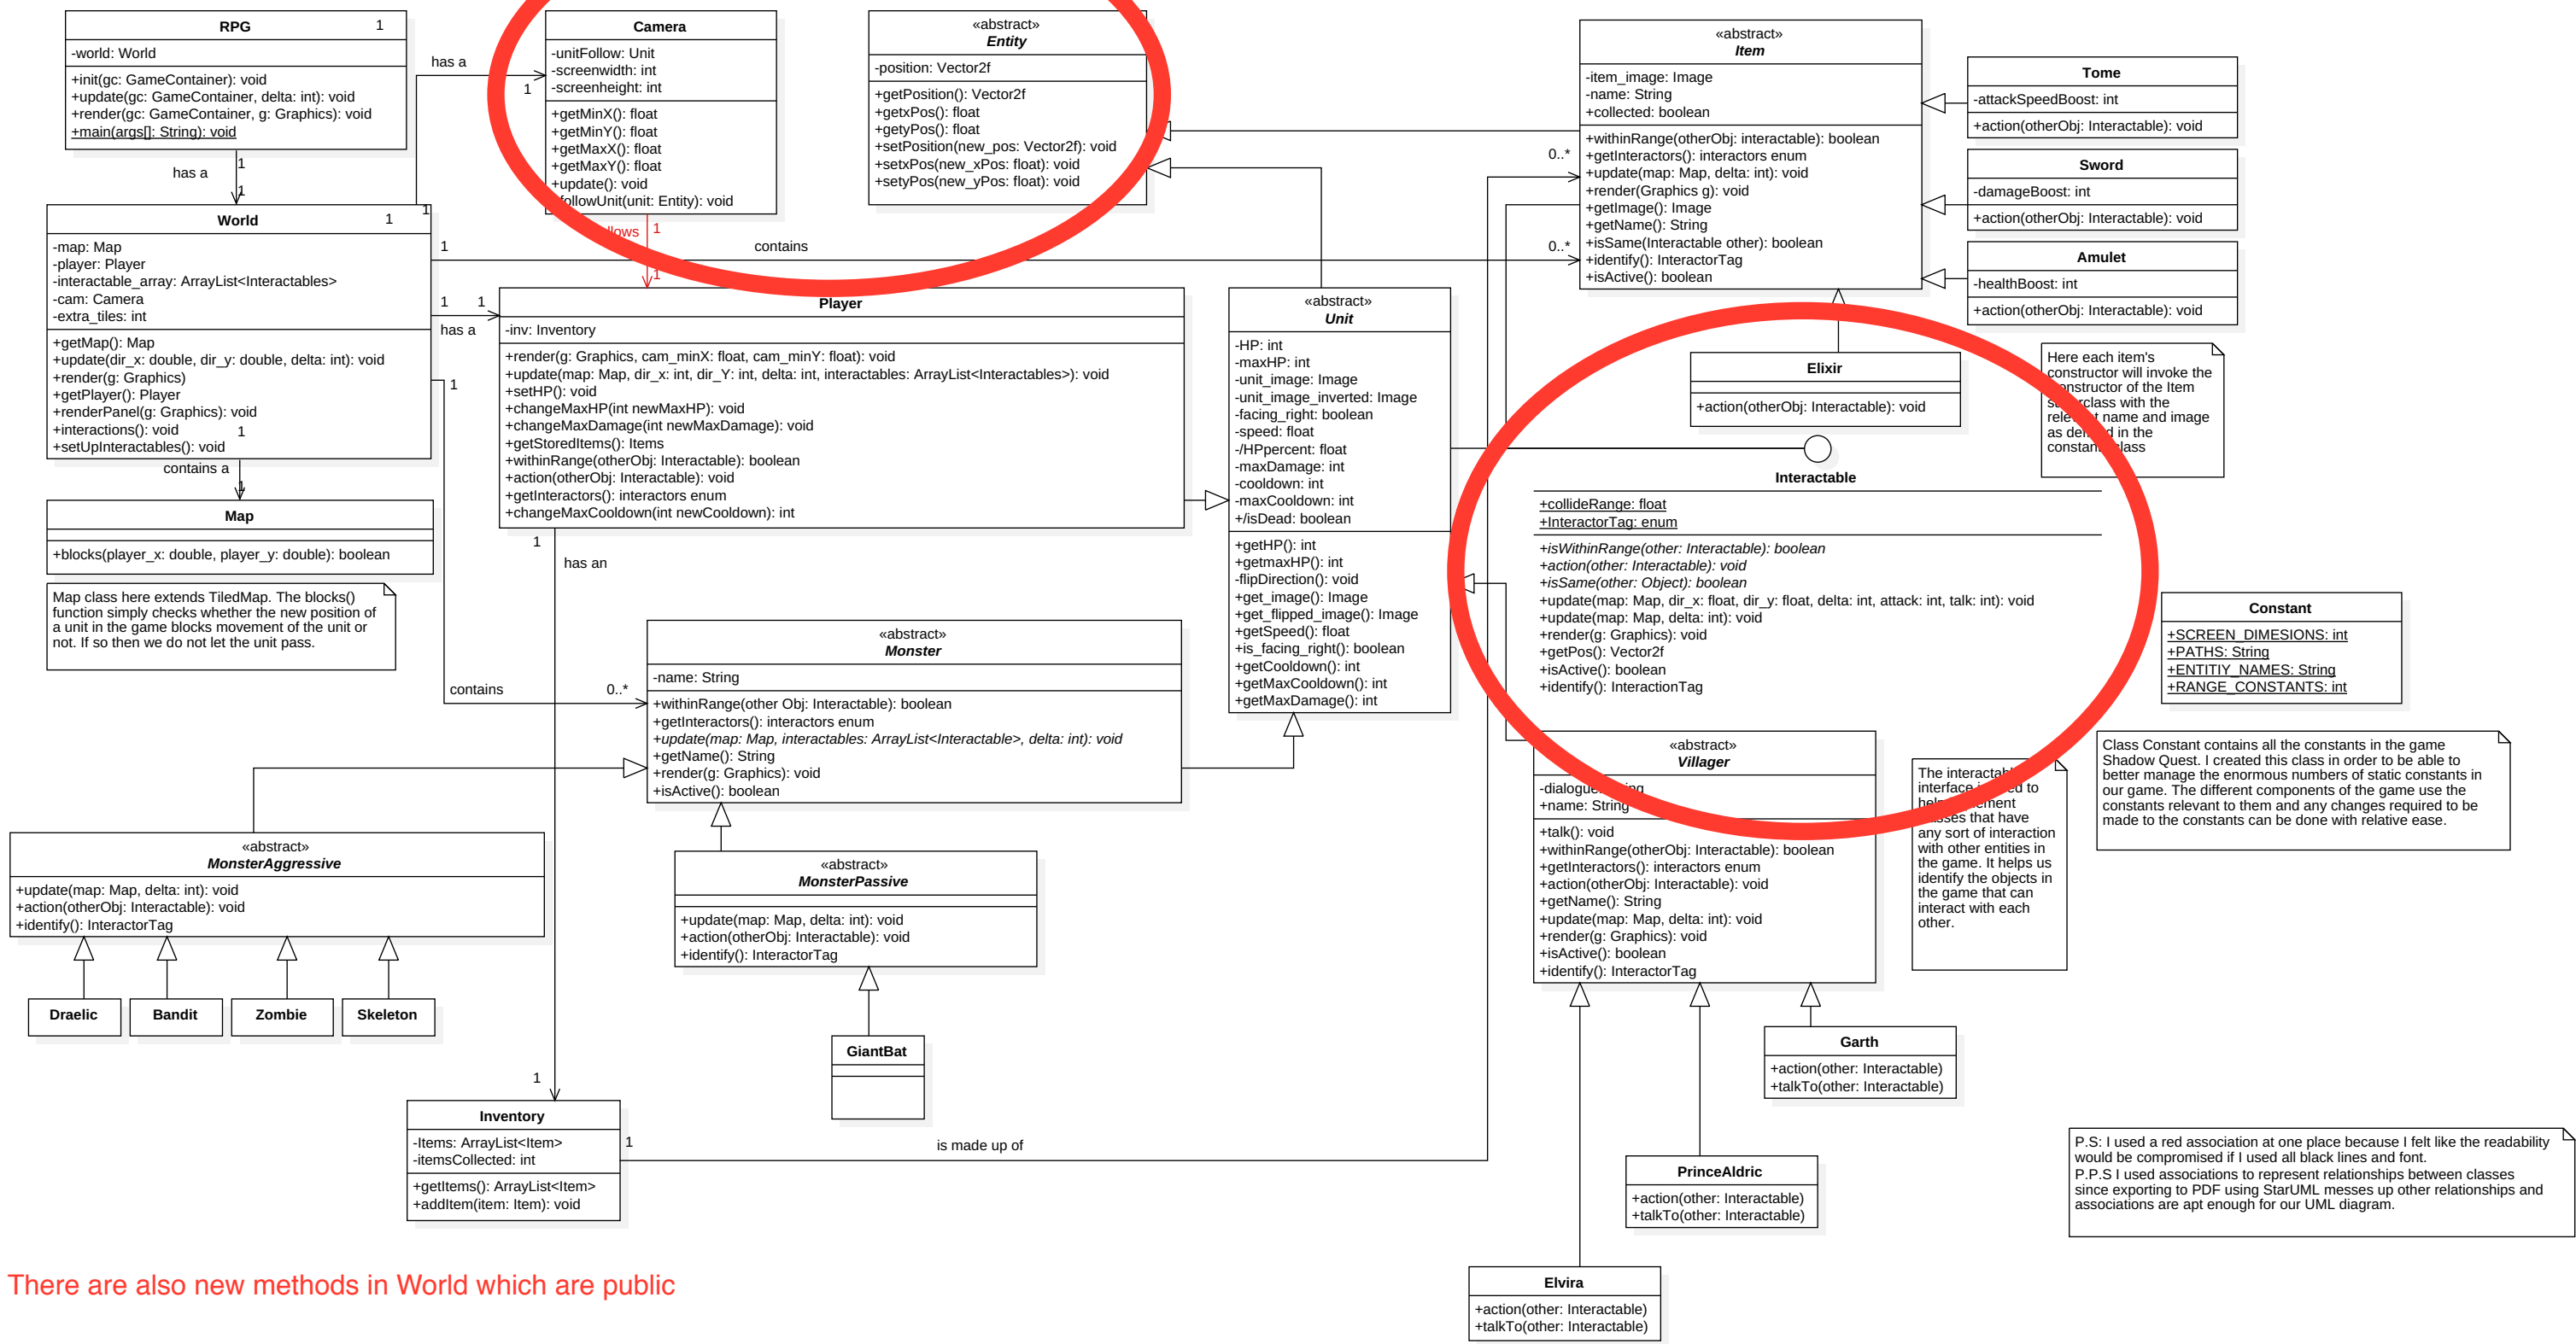 RPG
1
-world: World
+init(gc: GameContainer): void
+update(gc: GameContainer, delta: int): void
+render(gc: GameContainer, g: Graphics): void
+main(args[]: String): void
has a
1
1
has a
1
Camera
-unitFollow: Unit
-screenwidth: int
-screenheight: int
+getMinX(): float
+getMinY(): float
+getMaxX(): float
+getMaxY(): float
+update(): void
followUnit(unit: Entity): void
1
1
«abstract»
Entity
-position: Vector2f
+getPosition(): Vector2f
+getxPos(): float
+getyPos(): float
+setPosition(new_pos: Vector2f): void
+setxPos(new_xPos: float): void
+setyPos(new_yPos: float): void
«abstract»
Item
-item_image: Image
-name: String
+collected: boolean
+withinRange(otherObj: interactable): boolean
+getInteractors(): interactors enum
+update(map: Map, delta: int): void
+render(Graphics g): void
+getImage(): Image
+getName(): String
+isSame(Interactable other): boolean
+identify(): InteractorTag
+isActive(): boolean
0..*
0..*
Tome
-attackSpeedBoost: int
+action(otherObj: Interactable): void
Sword
-damageBoost: int
+action(otherObj: Interactable): void
Amulet
-healthBoost: int
+action(otherObj: Interactable): void
World
1
1
-map: Map
-player: Player
-interactable_array: ArrayList<Interactables>
-cam: Camera
-extra_tiles: int
+getMap(): Map
+update(dir_x: double, dir_y: double, delta: int): void
+render(g: Graphics)
+getPlayer(): Player
+renderPanel(g: Graphics): void
+interactions(): void
+setUpInteractables(): void
1
contains a
1
1
contains
1
1
has a
1
Map
+blocks(player_x: double, player_y: double): boolean
Map class here extends TiledMap. The blocks()
function simply checks whether the new position of
a unit in the game blocks movement of the unit or
not. If so then we do not let the unit pass.
Player
-inv: Inventory
+render(g: Graphics, cam_minX: float, cam_minY: float): void
+update(map: Map, dir_x: int, dir_Y: int, delta: int, interactables: ArrayList<Interactables>): void
+setHP(): void
+changeMaxHP(int newMaxHP): void
+changeMaxDamage(int newMaxDamage): void
+getStoredItems(): Items
+withinRange(otherObj: Interactable): boolean
+action(otherObj: Interactable): void
+getInteractors(): interactors enum
+changeMaxCooldown(int newCooldown): int
1
has an
«abstract»
Unit
-HP: int
-maxHP: int
-unit_image: Image
-unit_image_inverted: Image
-facing_right: boolean
-speed: float
-/HPpercent: float
-maxDamage: int
-cooldown: int
-maxCooldown: int
+/isDead: boolean
+getHP(): int
+getmaxHP(): int
-flipDirection(): void
+get_image(): Image
+get_flipped_image(): Image
+getSpeed(): float
+is_facing_right(): boolean
+getCooldown(): int
+getMaxCooldown(): int
+getMaxDamage(): int
Elixir
+action(otherObj: Interactable): void
Here each item's
constructor will invoke the
constructor of the Item
with the
name and image
as in the
class
Interactable
+collideRange: float
+InteractorTag: enum
+isWithinRange(other: Interactable): boolean
+action(other: Interactable): void
+isSame(other: Object): boolean
+update(map: Map, dir_x: float, dir_y: float, delta: int, attack: int, talk: int): void
+update(map: Map, delta: int): void
+render(g: Graphics): void
+getPos(): Vector2f
+isActive(): boolean
+identify(): InteractionTag
Constant
+SCREEN_DIMESIONS: int
+PATHS: String
+ENTITIY_NAMES: String
+RANGE_CONSTANTS: int
Class Constant contains all the constants in the game
Shadow Quest. I created this class in order to be able to
better manage the enormous numbers of static constants in
our game. The different components of the game use the
constants relevant to them and any changes required to be
made to the constants can be done with relative ease.
contains
0..*
«abstract»
Monster
-name: String
+withinRange(other Obj: Interactable): boolean
+getInteractors(): interactors enum
+update(map: Map, interactables: ArrayList<Interactable>, delta: int): void
+getName(): String
+render(g: Graphics): void
+isActive(): boolean
«abstract»
Villager
+name: String
+talk(): void
+withinRange(otherObj: Interactable): boolean
+getInteractors(): interactors enum
+action(otherObj: Interactable): void
+getName(): String
+update(map: Map, delta: int): void
+render(g: Graphics): void
+isActive(): boolean
+identify(): InteractorTag
The
interface to
that have
any sort of interaction
with other entities in
the game. It helps us
identify the objects in
the game that can
interact with each
other.
«abstract»
MonsterAggressive
+update(map: Map, delta: int): void
+action(otherObj: Interactable): void
+identify(): InteractorTag
«abstract»
MonsterPassive
+update(map: Map, delta: int): void
+action(otherObj: Interactable): void
+identify(): InteractorTag
Draelic
Bandit
Zombie
Skeleton
GiantBat
Garth
+action(other: Interactable)
+talkTo(other: Interactable)
1
Inventory
-Items: ArrayList<Item>
-itemsCollected: int
+getItems(): ArrayList<Item>
+addItem(item: Item): void
1
is made up of
PrinceAldric
+action(other: Interactable)
+talkTo(other: Interactable)
P.S: I used a red association at one place because I felt like the readability
would be compromised if I used all black lines and font.
P.P.S I used associations to represent relationships between classes
since exporting to PDF using StarUML messes up other relationships and
associations are apt enough for our UML diagram.
Elvira
+action(other: Interactable)
+talkTo(other: Interactable)
There are also new methods in World which are public